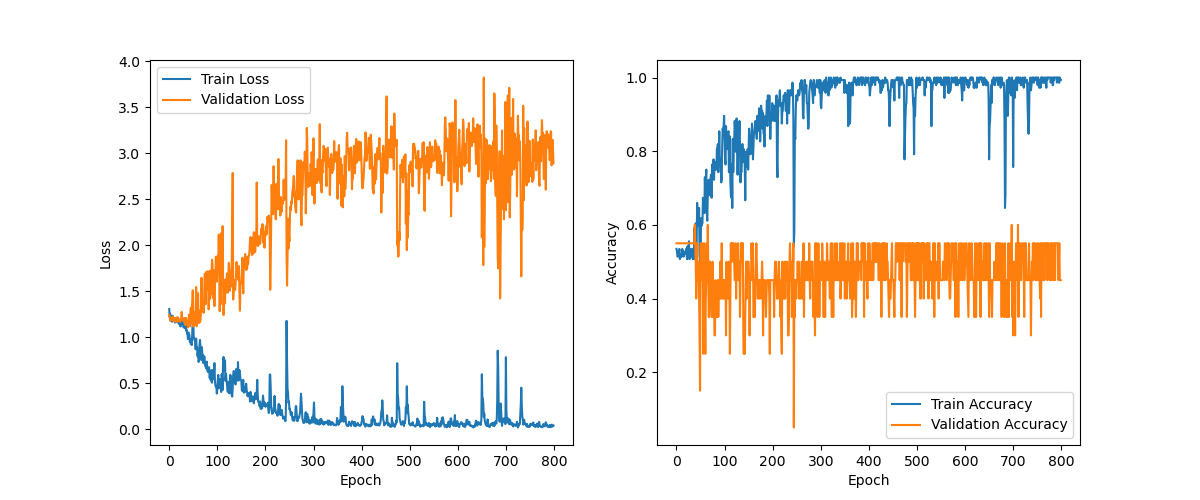 4.0
3.5
3.0
2.5
2.0
1.5
1.0
0.5
0.0
Loss
Train Loss
Validation Loss
0 100 200 300 400 500 600 700 800
Epoch
1.0
0.8
0.6
0.4
0.2
Accuracy
Train Accuracy
Validation Accuracy
0 100 200 300 400 500 600 700 800
Epoch